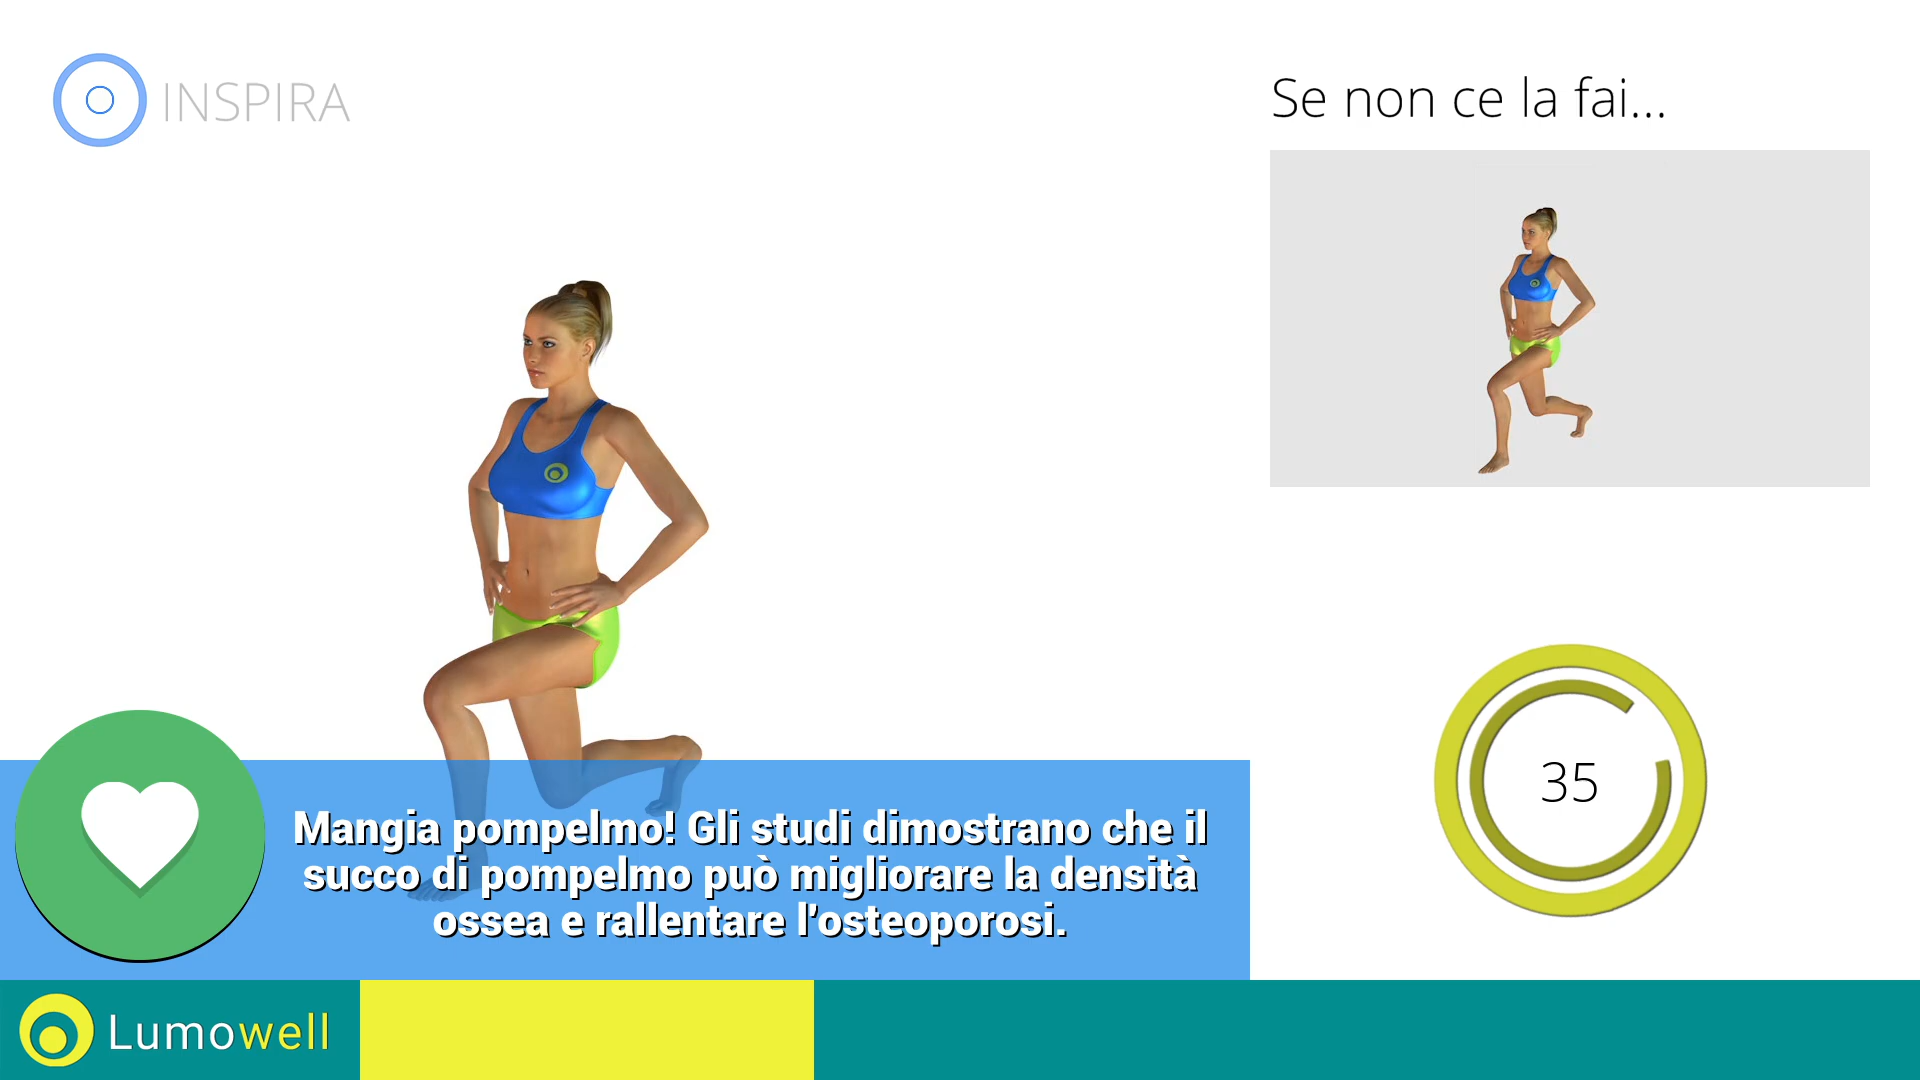 INSPIRA
Se non ce la fai...
35
Mangia pompelmo! Gli studi dimostrano che il
succo di pompelmo può migliorare la densità
ossea e rallentare l'osteoporosi.
Lumowell